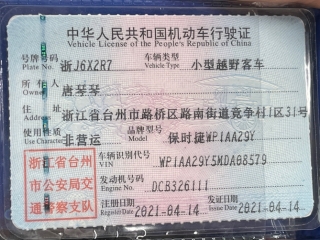 中华人民共和国机动车行驶证
Vehicle License of the People's Republic of China
号牌号码 浙J6X2R7 车辆类型 小型越野客车
Plate No. Vehicle Type
所有人 唐琴琴
Owner
住址 浙江省台州市路桥区路南街道竞争村1区31号
Address
使用性质 非营运 品牌型号 保时捷WP1AA29Y
Use Character Model
浙江省台州市公安局交通警察支队
车辆识别代号 WP1AA29Y5MDA08579
VIN
发动机号码 DCB326111
Engine No.
注册日期 2021-04-14 发证日期 2021-04-14
Register Date Issue Date